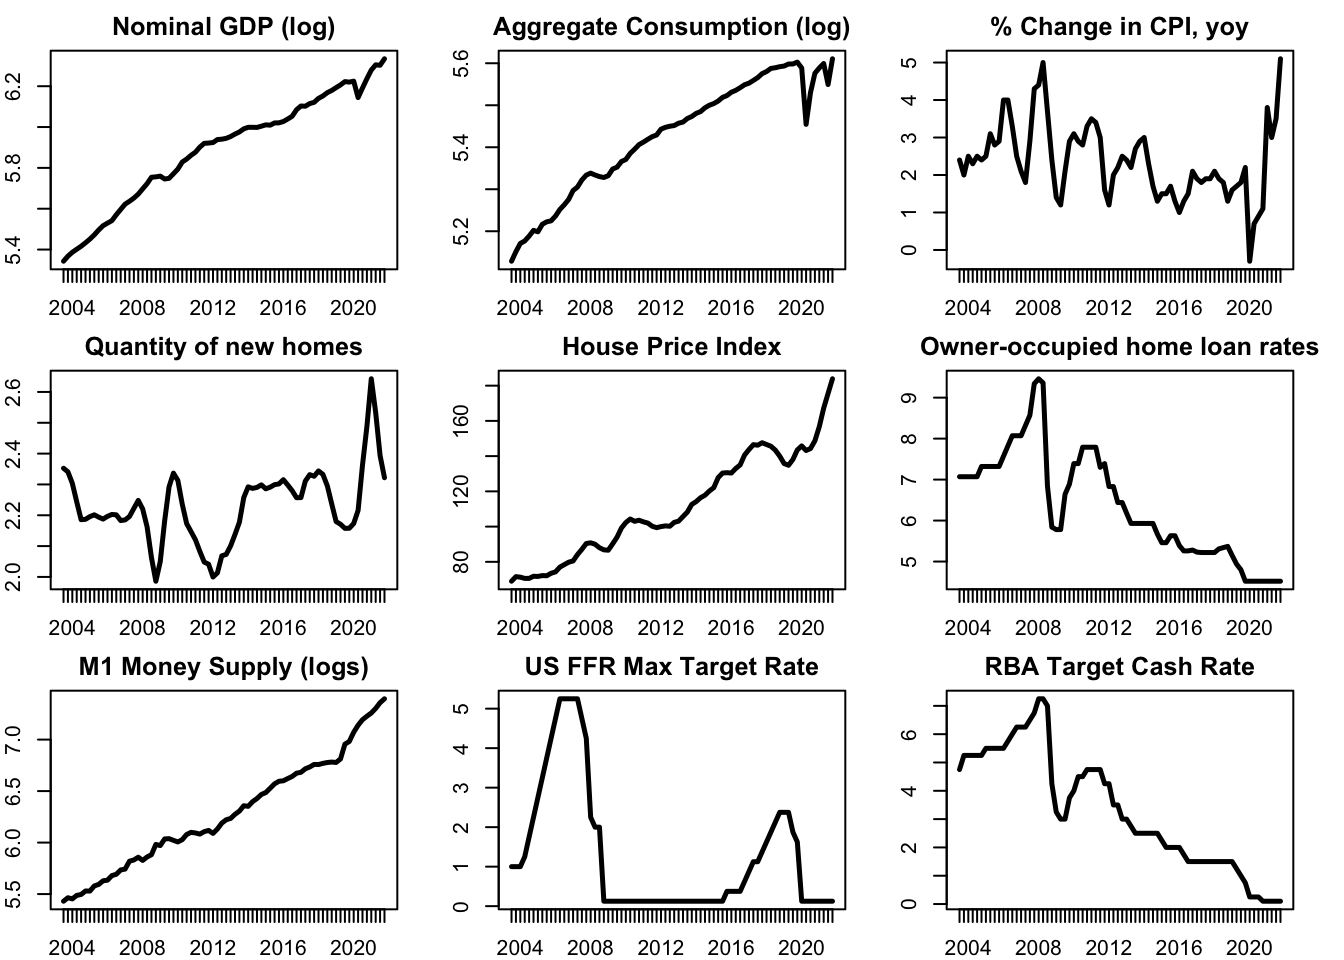 Nominal GDP (log)
5.4 5.8 6.2
2004 2008 2012 2016 2020
Aggregate Consumption (log)
5.2 5.4 5.6
2004 2008 2012 2016 2020
% Change in CPI, yoy
0 1 2 3 4 5
2004 2008 2012 2016 2020
Quantity of new homes
2.0 2.2 2.4 2.6
2004 2008 2012 2016 2020
House Price Index
80 120 160
2004 2008 2012 2016 2020
Owner-occupied home loan rates
5 6 7 8 9
2004 2008 2012 2016 2020
M1 Money Supply (logs)
5.5 6.0 6.5 7.0
2004 2008 2012 2016 2020
US FFR Max Target Rate
0 1 2 3 4 5
2004 2008 2012 2016 2020
RBA Target Cash Rate
0 2 4 6
2004 2008 2012 2016 2020